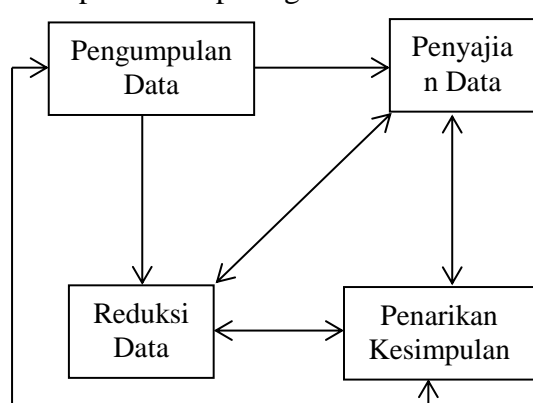 Pengumpulan
Data
Penyajia
n Data
Reduksi
Data
Penarikan
Kesimpulan